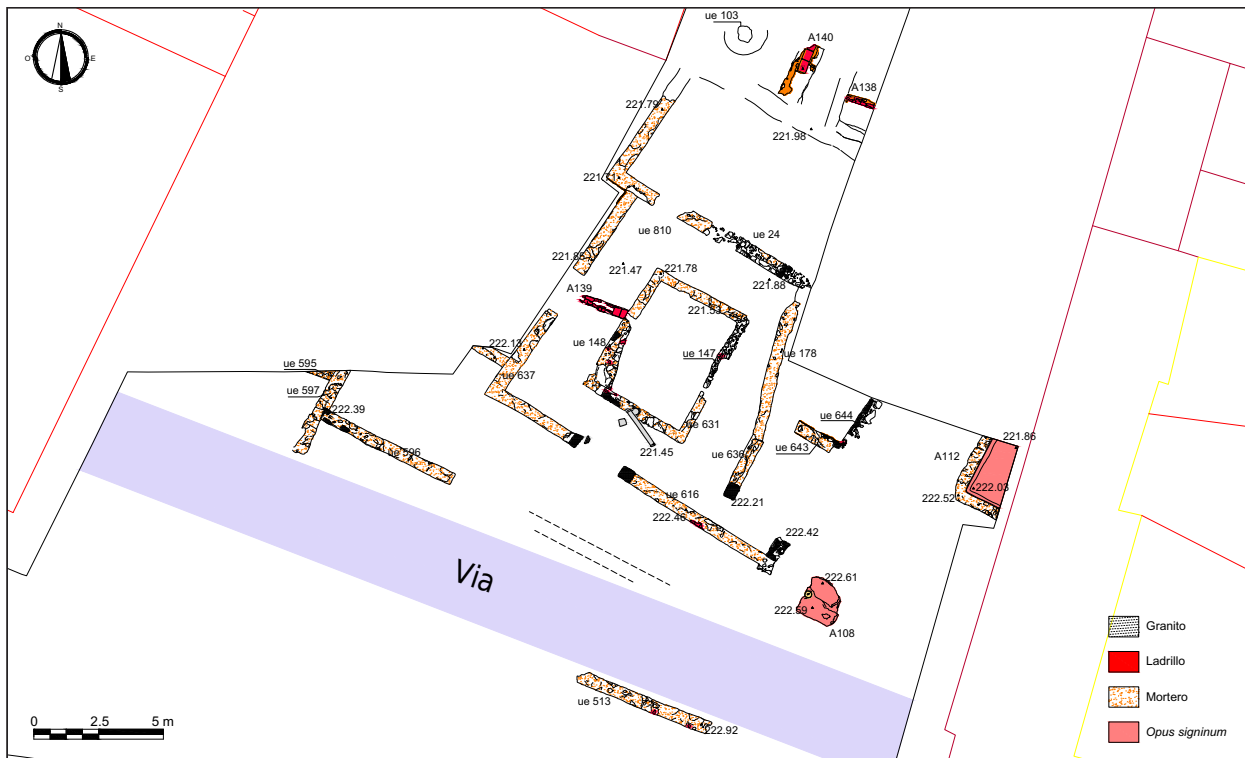 ue 103
N
O
E
S
A140
A138
221.79
221.98
221.71
ue 810
ue 24
221.65
221.47
221.78
221.88
A139
221.53
222.13
ue 148
ue 147
ue 178
ue 595
ue 637
ue 597
222.39
ue 631
ue 644
ue 643
221.86
221.45
ue 636
A112
ue 596
222.03
222.52
ue 616
222.21
222.46
222.42
Via
222.61
222.59
A108
Granito
Ladrillo
Mortero
Opus signinum
ue 513
222.92
0 2.5 5 m